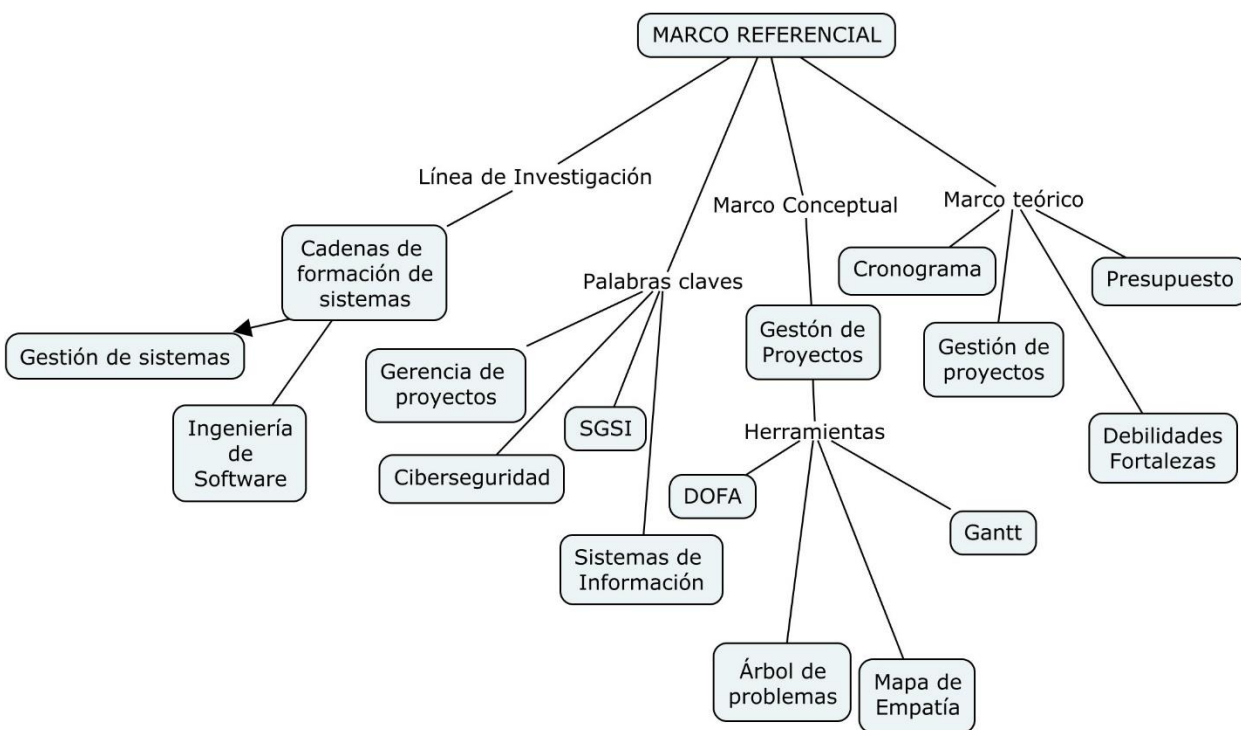 MARCO REFERENCIAL
Línea de Investigación
Cadenas de
formación de
sistemas
Gestión de sistemas
Ingeniería
de
Software
Palabras claves
Gerencia de
proyectos
Ciberseguridad
SGSI
Sistemas de
Información
Marco Conceptual
Gestón de
Proyectos
Herramientas
DOFA
Árbol de
problemas
Mapa de
Empatía
Gantt
Marco teórico
Cronograma
Gestión de
proyectos
Debilidades
Fortalezas
Presupuesto